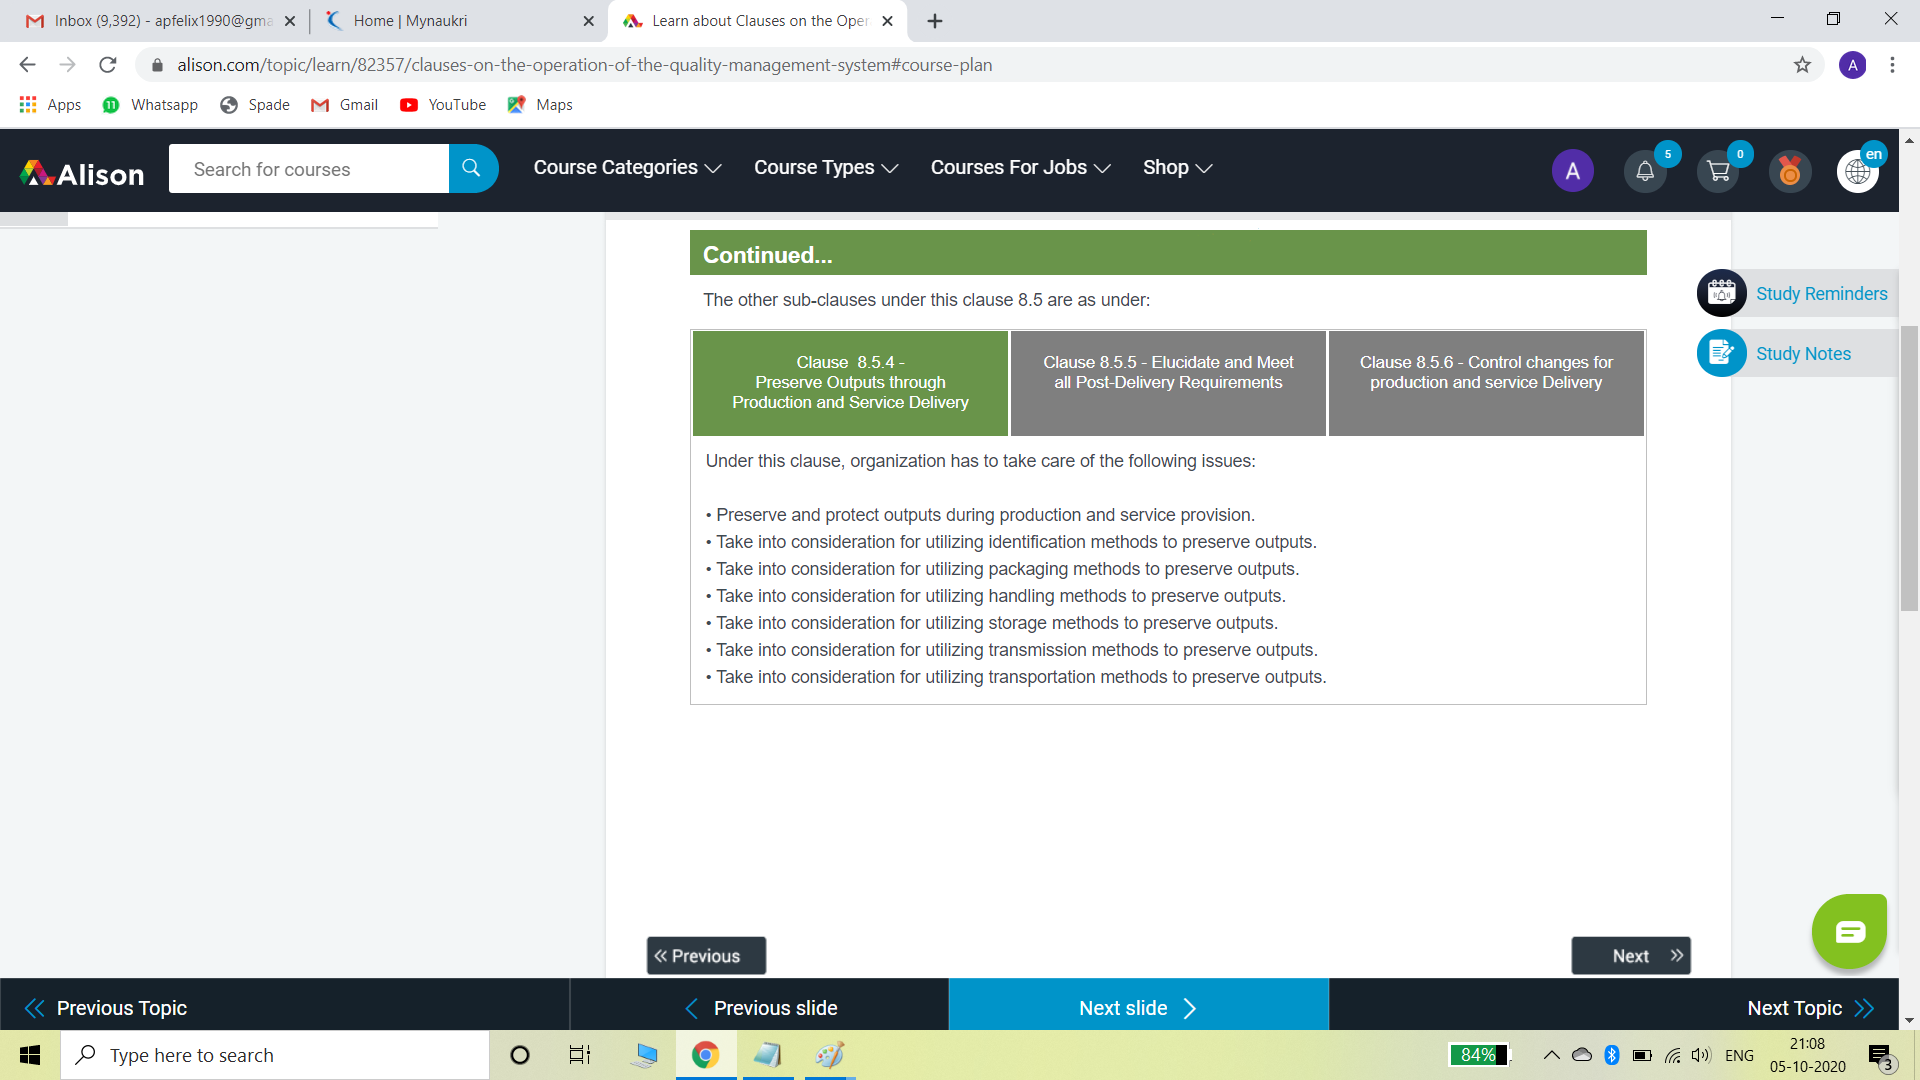 Inbox (9,392) - apfelix1990@gma
Home | Mynaukri
Learn about Clauses on the Oper
alison.com/topic/learn/82357/clauses-on-the-operation-of-the-quality-management-system#course-plan
A
Apps
11
Whatsapp
Spade
Gmail
YouTube
Maps
Alison
Search for courses
Course Categories
Course Types
Courses For Jobs
Shop
A
5
0
en
Continued...
The other sub-clauses under this clause 8.5 are as under:
Study Reminders
Study Notes
Clause 8.5.4 -
Preserve Outputs through
Production and Service Delivery
Clause 8.5.5 - Elucidate and Meet
all Post-Delivery Requirements
Clause 8.5.6 - Control changes for
production and service Delivery
Under this clause, organization has to take care of the following issues:
• Preserve and protect outputs during production and service provision.
• Take into consideration for utilizing identification methods to preserve outputs.
• Take into consideration for utilizing packaging methods to preserve outputs.
• Take into consideration for utilizing handling methods to preserve outputs.
• Take into consideration for utilizing storage methods to preserve outputs.
• Take into consideration for utilizing transmission methods to preserve outputs.
• Take into consideration for utilizing transportation methods to preserve outputs.
« Previous
Next »
Previous Topic
Previous slide
Next slide
Next Topic
Type here to search
84%
ENG
21:08
05-10-2020
3